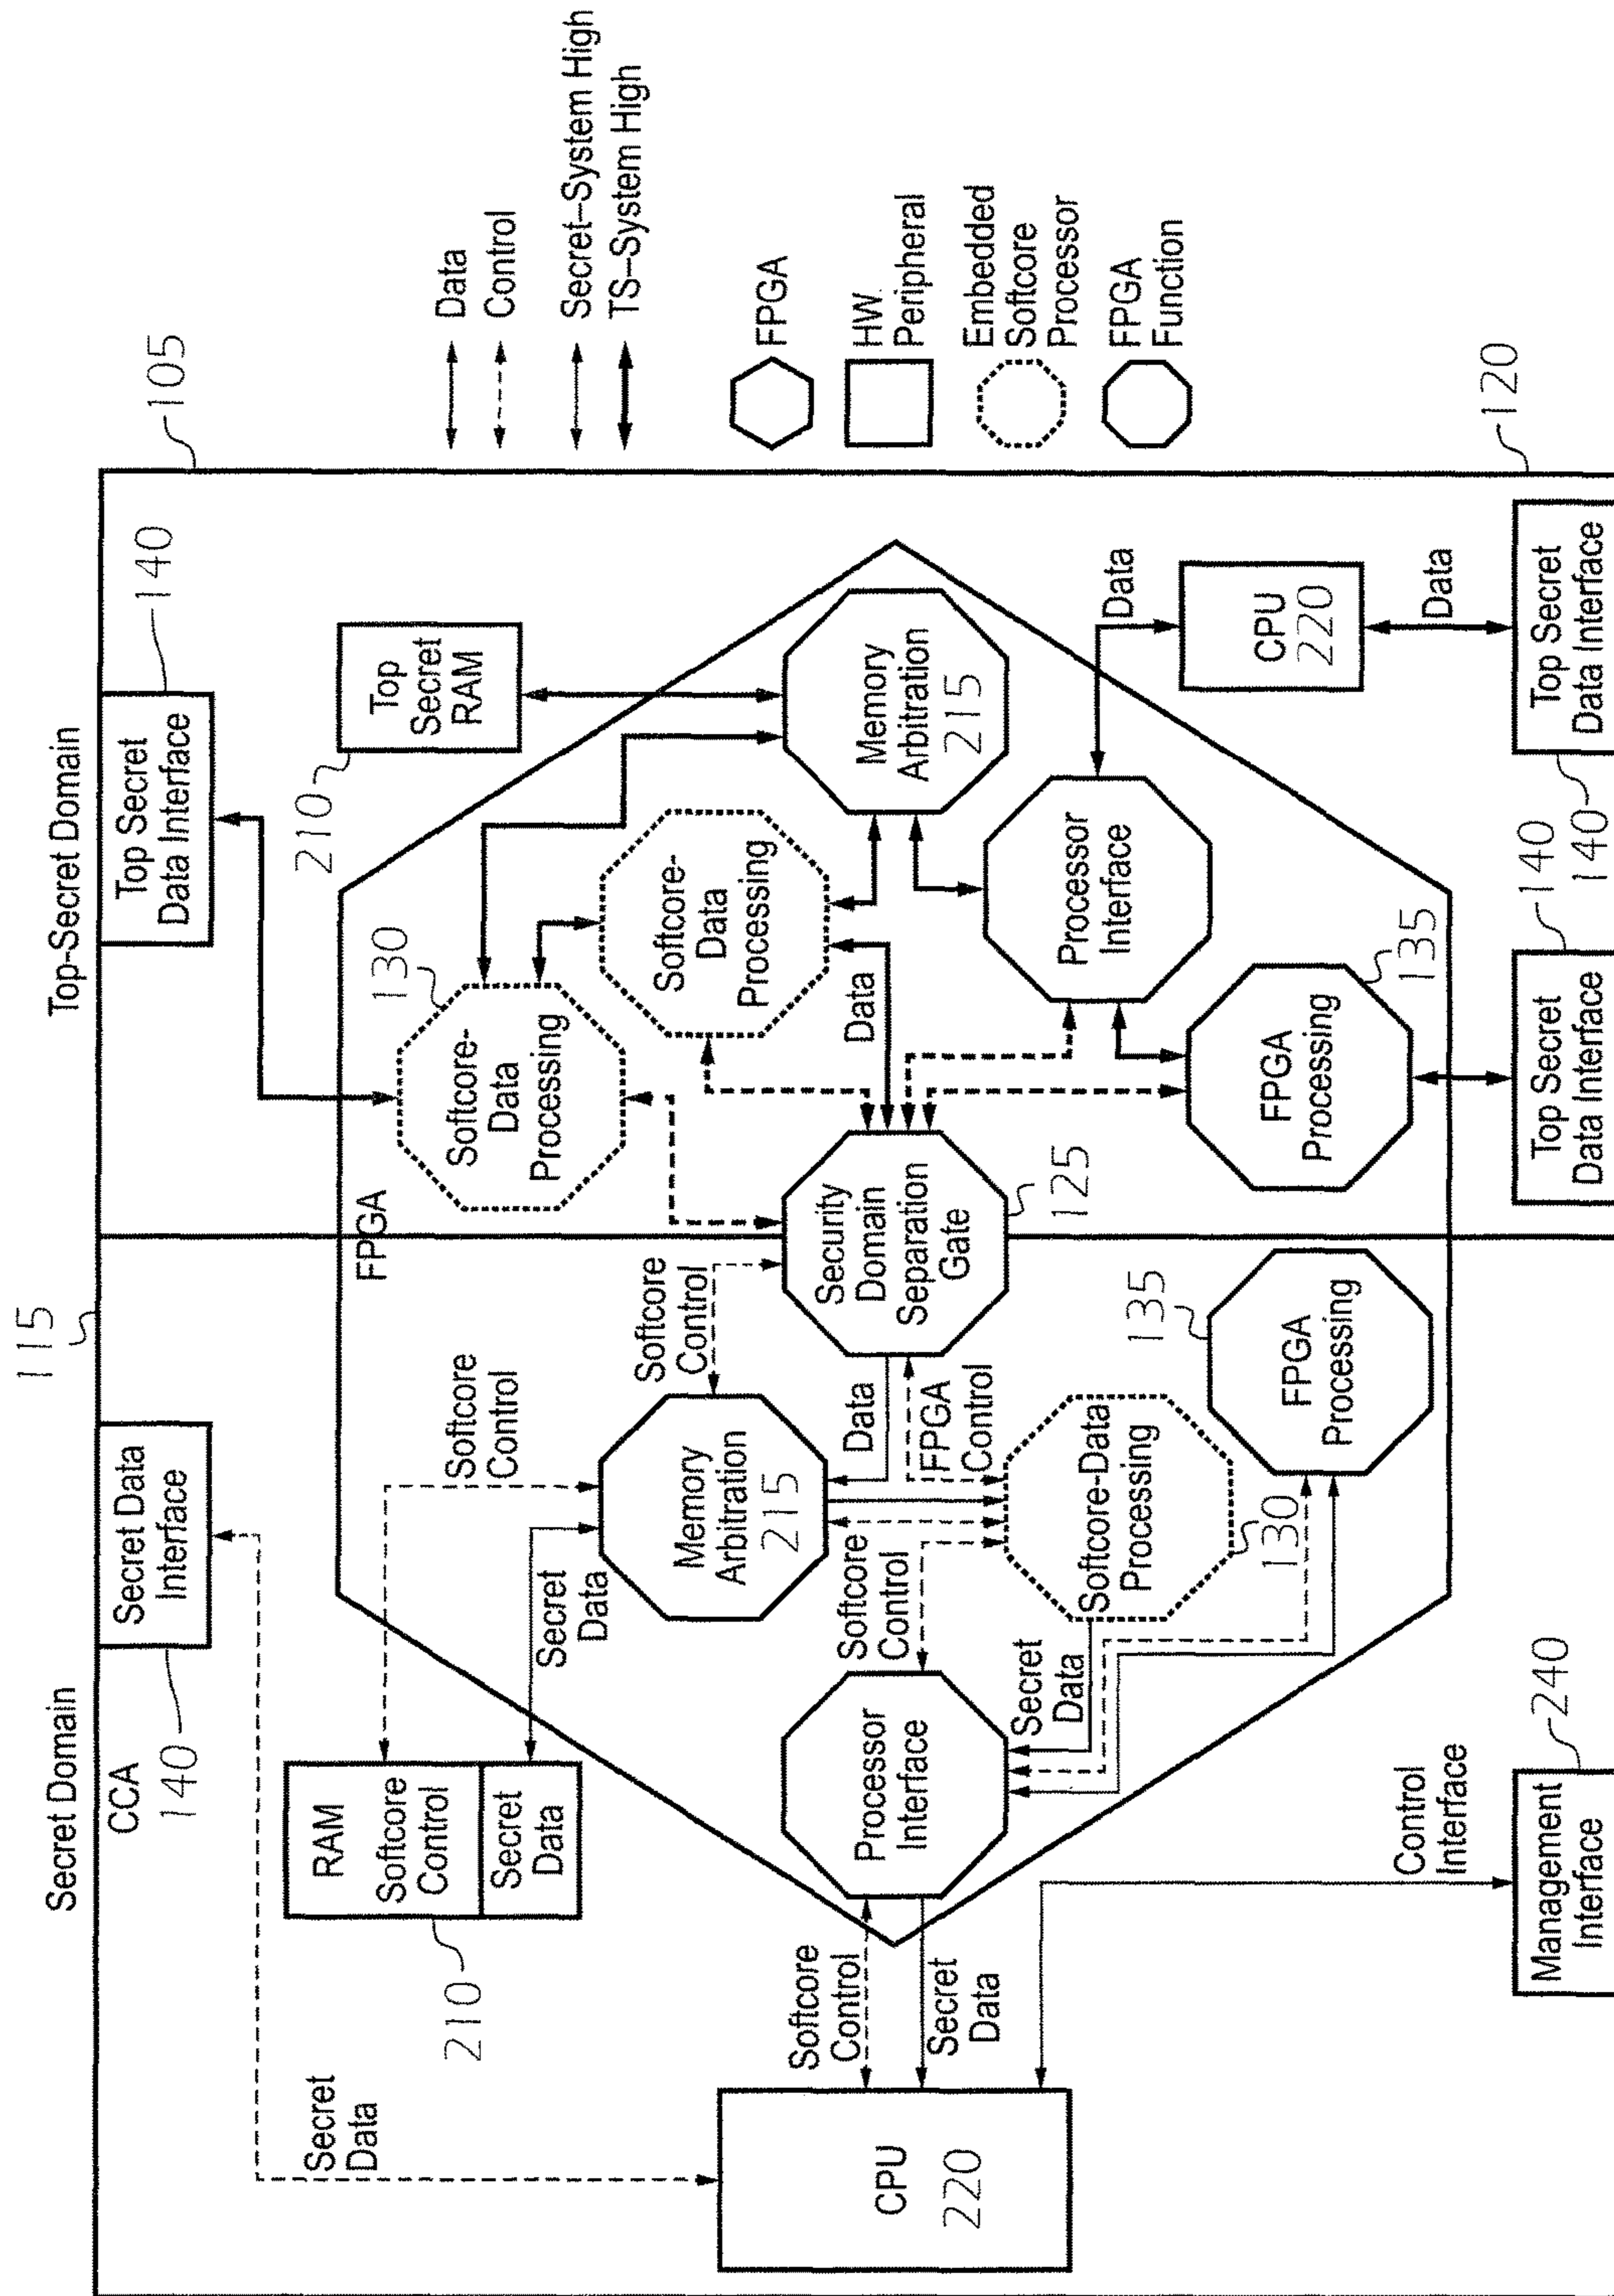 Secret Domain
Top-Secret Domain
115
CCA
140
Secret Data
Interface
Top Secret
Data Interface
140
105
Secret
Data
RAM
Softcore
Control
Secret
Data
210
Softcore
Control
Secret
Data
FPGA
Softcore-
Data
Processing
130
210
Top
Secret
RAM
Memory
Arbitration
215
Softcore
Control
Softcore-
Data
Processing
Data
Memory
Arbitration
215
CPU
220
Softcore
Control
Secret
Data
Processor
Interface
Softcore
Control
Data
FPGA
Control
Security
Domain
Separation
Gate
125
Processor
Interface
Data
CPU
220
Data
Secret
Data
Softcore-Data
Processing
130
FPGA
Processing
135
FPGA
Processing
135
Control
Interface
Management
Interface
240
Top Secret
Data Interface
140
Top Secret
Data Interface
140
120
Data
Control
Secret–System High
TS–System High
FPGA
HW.
Peripheral
Embedded
Softcore
Processor
FPGA
Function